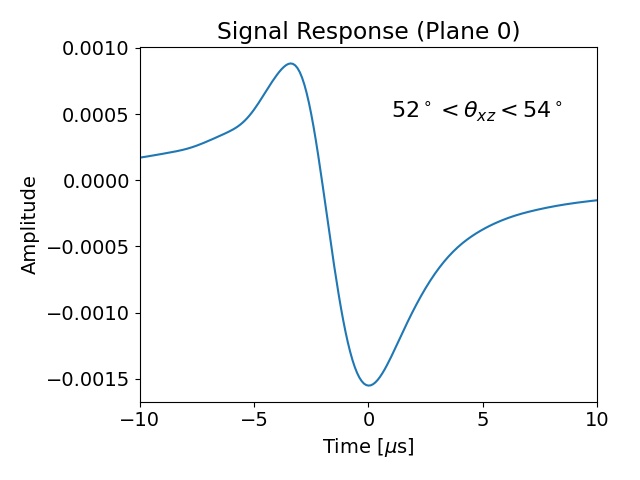 Signal Response (Plane 0)
0.0010
0.0005
0.0000
−0.0005
−0.0010
−0.0015
Amplitude
52° < θxz < 54°
−10
−5
0
5
10
Time [μs]